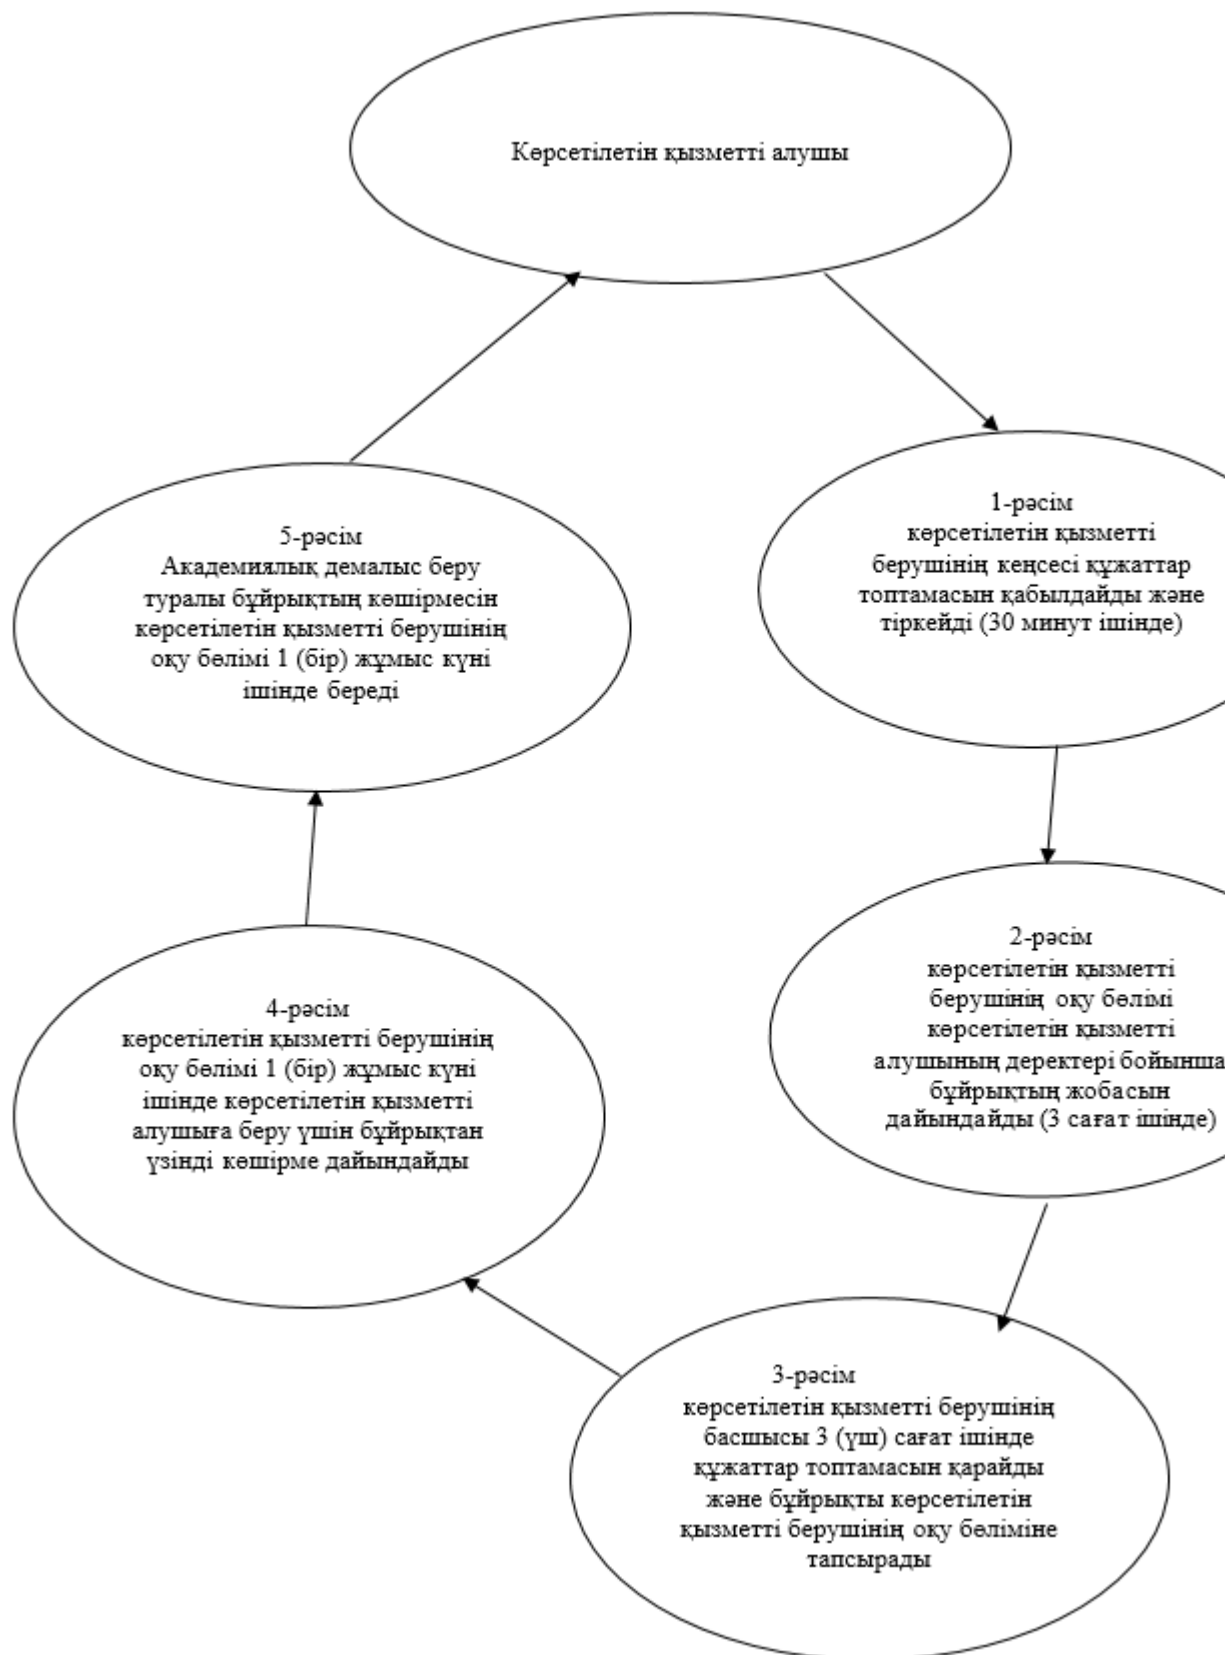 Көрсетілетін қызметті алушы
1-рәсім
көрсетілетін қызметті
берушінің кеңсесі құжаттар
топтамасын қабылдайды және
тіркейді (30 минут ішінде)
2-рәсім
көрсетілетін қызметті
берушінің оқу бөлімі
көрсетілетін қызметті
алушының деректері бойынша
бұйрықтың жобасын
дайындайды (3 сағат ішінде)
3-рәсім
көрсетілетін қызметті берушінің
басшысы 3 (үш) сағат ішінде
құжаттар топтамасын қарайды
және бұйрықты көрсетілетін
қызметті берушінің оқу бөліміне
тапсырады
4-рәсім
көрсетілетін қызметті берушінің
оқу бөлімі 1 (бір) жұмыс күні
ішінде көрсетілетін қызметті
алушыға беру үшін бұйрықтан
үзінді көшірме дайындайды
5-рәсім
Академиялық демалыс беру
туралы бұйрықтың көшірмесін
көрсетілетін қызметті берушінің
оқу бөлімі 1 (бір) жұмыс күні
ішінде береді